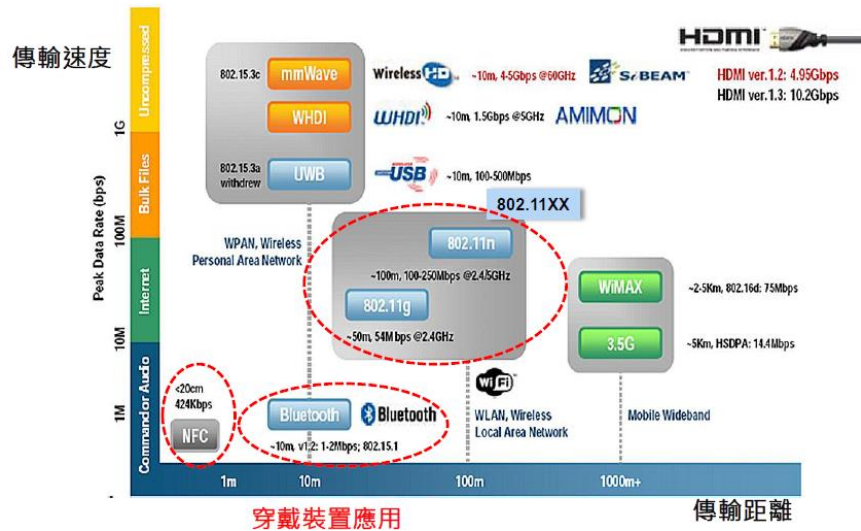 傳輸速度
HDMI
HIGH-DEFINITION MULTIMEDIA INTERFACE
HDMI ver.1.2: 4.95Gbps
HDMI ver.1.3: 10.2Gbps
Peak Data Rate (bps)
Uncompressed
Bulk Files
Internet
Command or Audio
1G
100M
10M
1M
802.15.3c
mmWave
Wireless HD
~10m, 4-5Gbps @60GHz
SiBEAM
WHDI
WHDI
~10m, 1.5Gbps @5GHz
AMIMON
802.15.3a
withdrew
UWB
USB
~10m, 100-500Mbps
802.11XX
WPAN, Wireless
Personal Area Network
802.11n
~100m, 100-250Mbps @2.4/5GHz
802.11g
~50m, 54Mbps @2.4GHz
WiMAX
~2-5Km, 802.16d: 75Mbps
3.5G
~5Km, HSDPA: 14.4Mbps
<20cm
424Kbps
NFC
Bluetooth
Bluetooth
~10m, v1.2: 1-2Mbps; 802.15.1
WiFi
WLAN, Wireless
Local Area Network
Mobile Wideband
1m
10m
100m
1000m+
穿戴裝置應用
傳輸距離